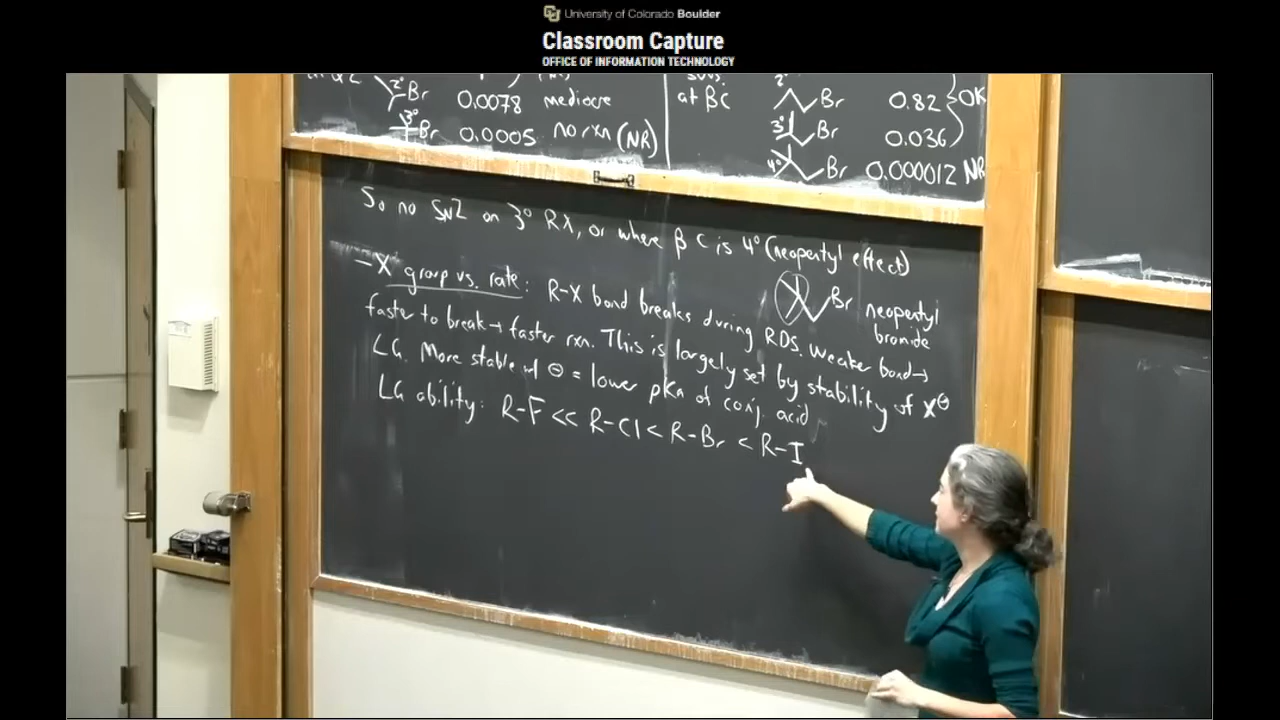 University of Colorado Boulder
Classroom Capture
OFFICE OF INFORMATION TECHNOLOGY
2° Br 0.0078 mediocre
3° Br 0.0005 no rxn (NR)
at βC
2° Br 0.82 } OK
3° Br 0.036
4° Br 0.000012 NR
So no SN2 on 3° RX, or where β C is 4° (neopentyl effect)
- X group vs. rate: R-X bond breaks during RDS. Weaker bond →
Br neopentyl
bromide
faster to break → faster rxn. This is largely set by stability of X⊖
LG. More stable w/ ⊖ = lower pKa of conj. acid
LG ability: R-F << R-Cl < R-Br < R-I